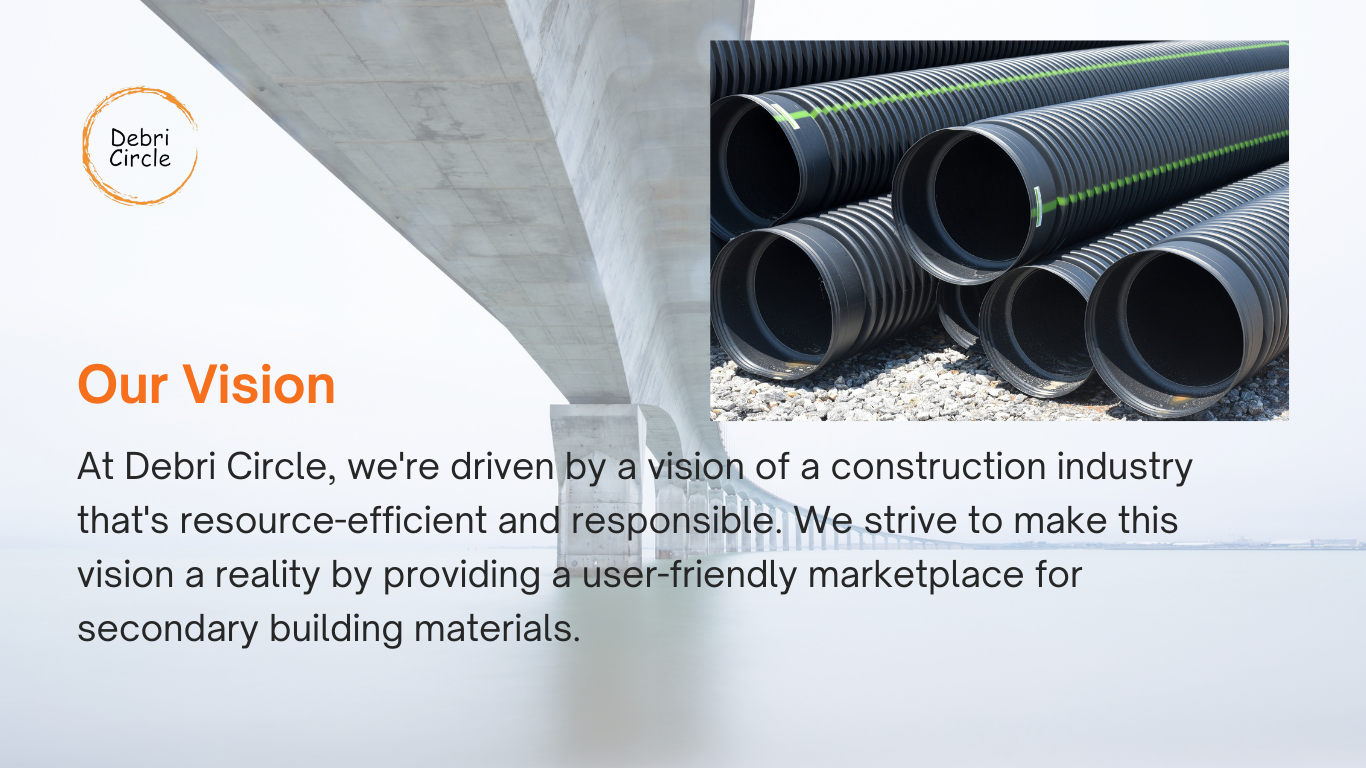 Debri
Circle
Our Vision
At Debri Circle, we're driven by a vision of a construction industry
that's resource-efficient and responsible. We strive to make this
vision a reality by providing a user-friendly marketplace for
secondary building materials.